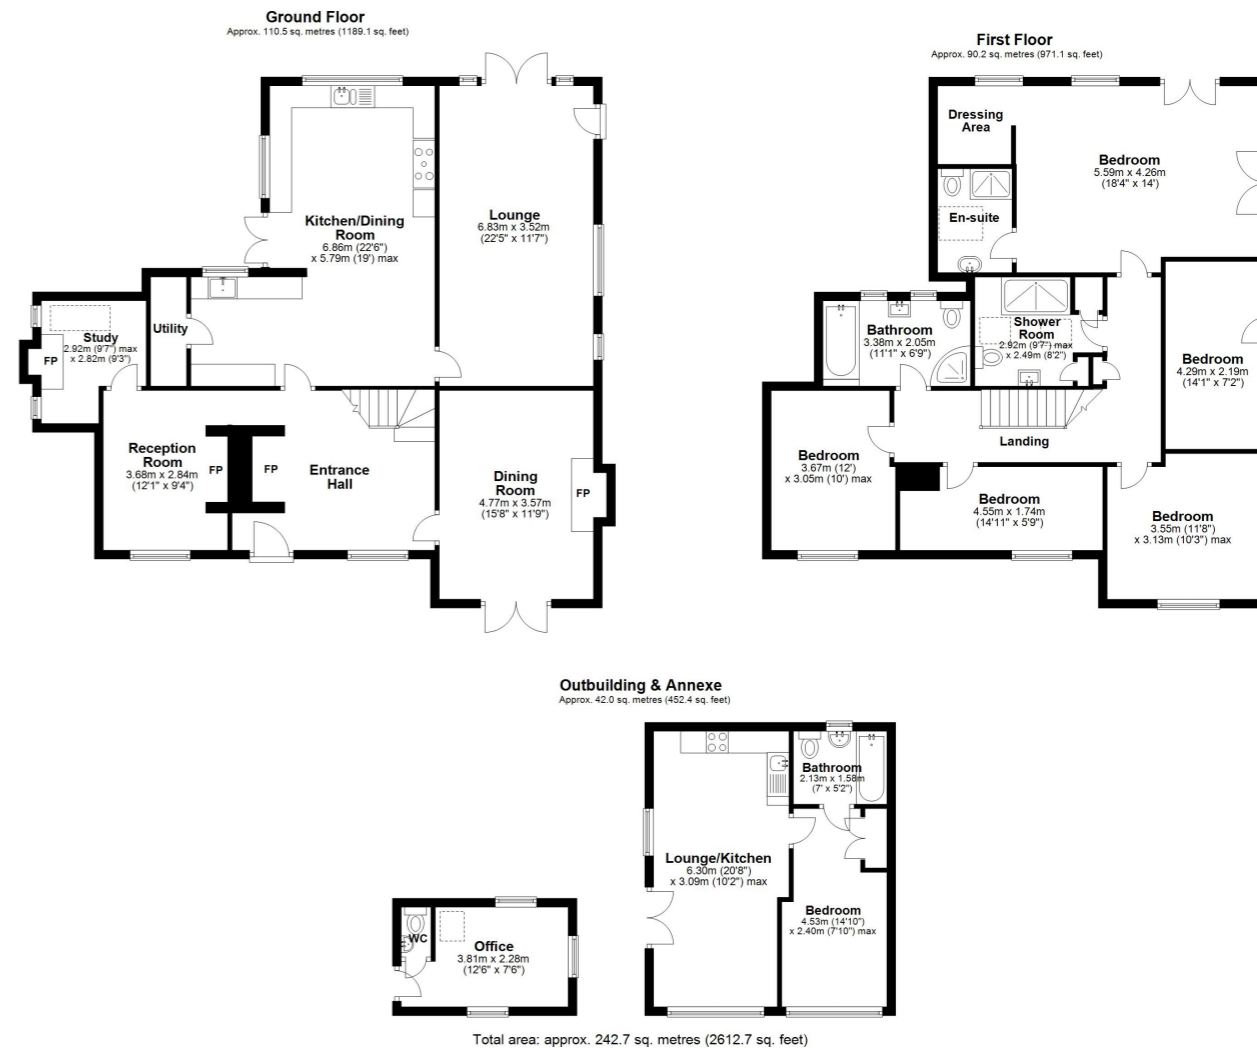 Ground Floor
Approx. 110.5 sq. metres (1189.1 sq. feet)
Kitchen/Dining
Room
6.86m (22'6")
x 5.79m (19') max
Lounge
6.83m x 3.52m
(22'5" x 11'7")
Utility
Study
2.92m (9'7") max
x 2.82m (9'3")
FP
Reception
Room
3.68m x 2.84m
(12'1" x 9'4")
FP
FP
Entrance
Hall
Dining
Room
4.77m x 3.57m
(15'8" x 11'9")
FP
First Floor
Approx. 90.2 sq. metres (971.1 sq. feet)
Dressing
Area
Bedroom
5.59m x 4.26m
(18'4" x 14')
En-suite
Bathroom
3.38m x 2.05m
(11'1" x 6'9")
Shower
Room
2.92m (9'7") max
x 2.49m (8'2")
Bedroom
4.29m x 2.19m
(14'1" x 7'2")
Landing
Bedroom
3.67m (12')
x 3.05m (10') max
Bedroom
4.55m x 1.74m
(14'11" x 5'9")
Bedroom
3.55m (11'8")
x 3.13m (10'3") max
Outbuilding & Annexe
Approx. 42.0 sq. metres (452.4 sq. feet)
Bathroom
2.13m x 1.58m
(7' x 5'2")
Lounge/Kitchen
6.30m (20'8")
x 3.09m (10'2") max
Bedroom
4.53m (14'10")
x 2.40m (7'10") max
WC
Office
3.81m x 2.28m
(12'6" x 7'6")
Total area: approx. 242.7 sq. metres (2612.7 sq. feet)